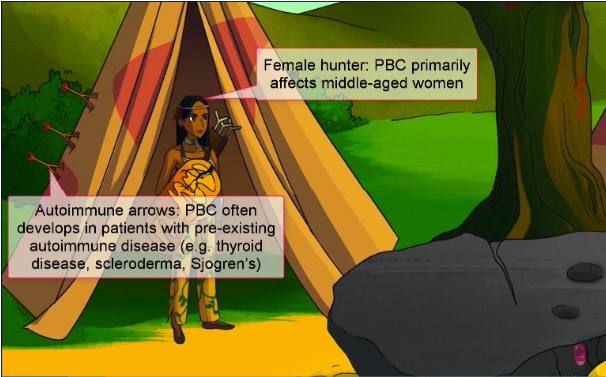 Female hunter: PBC primarily
affects middle-aged women
Autoimmune arrows: PBC often
develops in patients with pre-existing
autoimmune disease (e.g. thyroid
disease, scleroderma, Sjogren's)